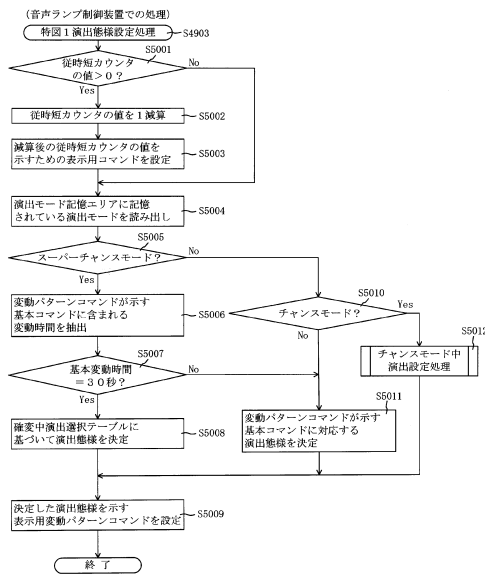 (音声ランプ制御装置での処理)
特図1演出態様設定処理
S4903
S5001
従時短カウンタ
の値>0?
No
Yes
従時短カウンタの値を1減算
S5002
減算後の従時短カウンタの値を
示すための表示用コマンドを設定
S5003
演出モード記憶エリアに記憶
されている演出モードを読み出し
S5004
S5005
スーパーチャンスモード?
No
Yes
変動パターンコマンドが示す
基本コマンドに含まれる
変動時間を抽出
S5006
S5010
チャンスモード?
Yes
No
S5012
チャンスモード中
演出設定処理
S5007
基本変動時間
=30秒?
No
Yes
S5011
変動パターンコマンドが示す
基本コマンドに対応する
演出態様を決定
確変中演出選択テーブルに
基づいて演出態様を決定
S5008
決定した演出態様を示す
表示用変動パターンコマンドを設定
S5009
終了